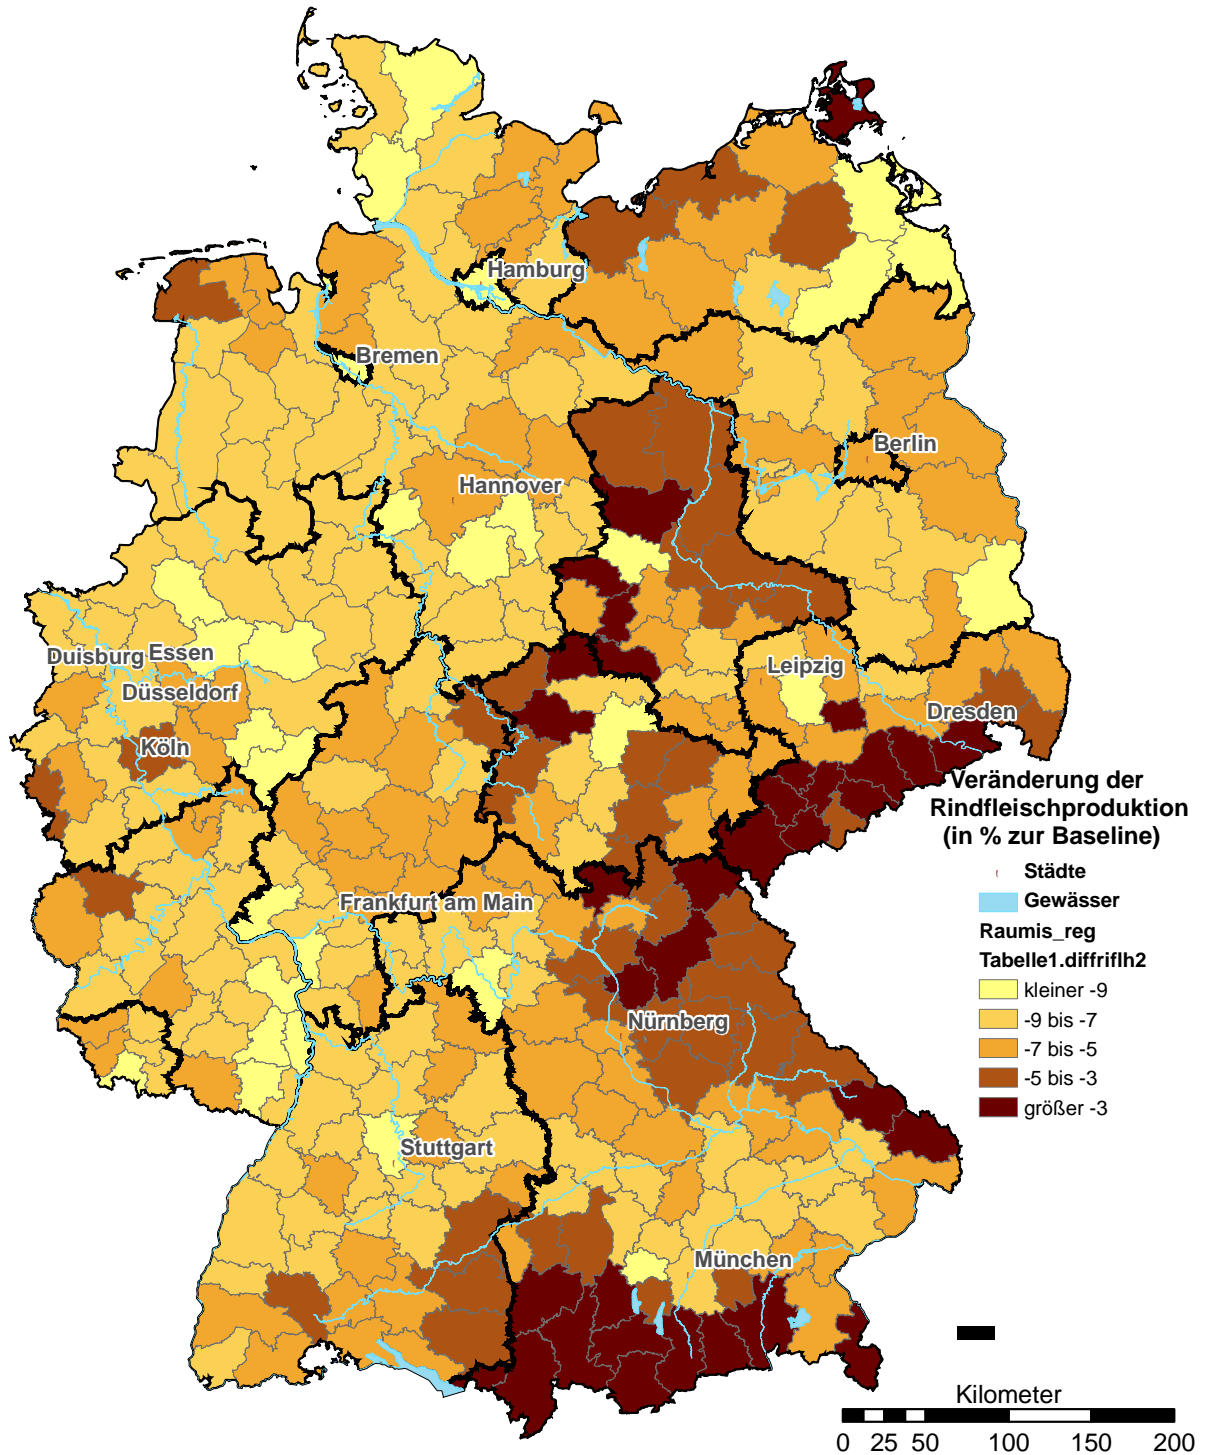 Hamburg
Bremen
Berlin
Hannover
Duisburg Essen
Düsseldorf
Leipzig
Köln
Dresden
Frankfurt am Main
Nürnberg
Stuttgart
München
Veränderung der
Rindfleischproduktion
(in % zur Baseline)
Städte
Gewässer
Raumis_reg
Tabelle1.diffriflh2
kleiner -9
-9 bis -7
-7 bis -5
-5 bis -3
größer -3
Kilometer
0 25 50 100 150 200